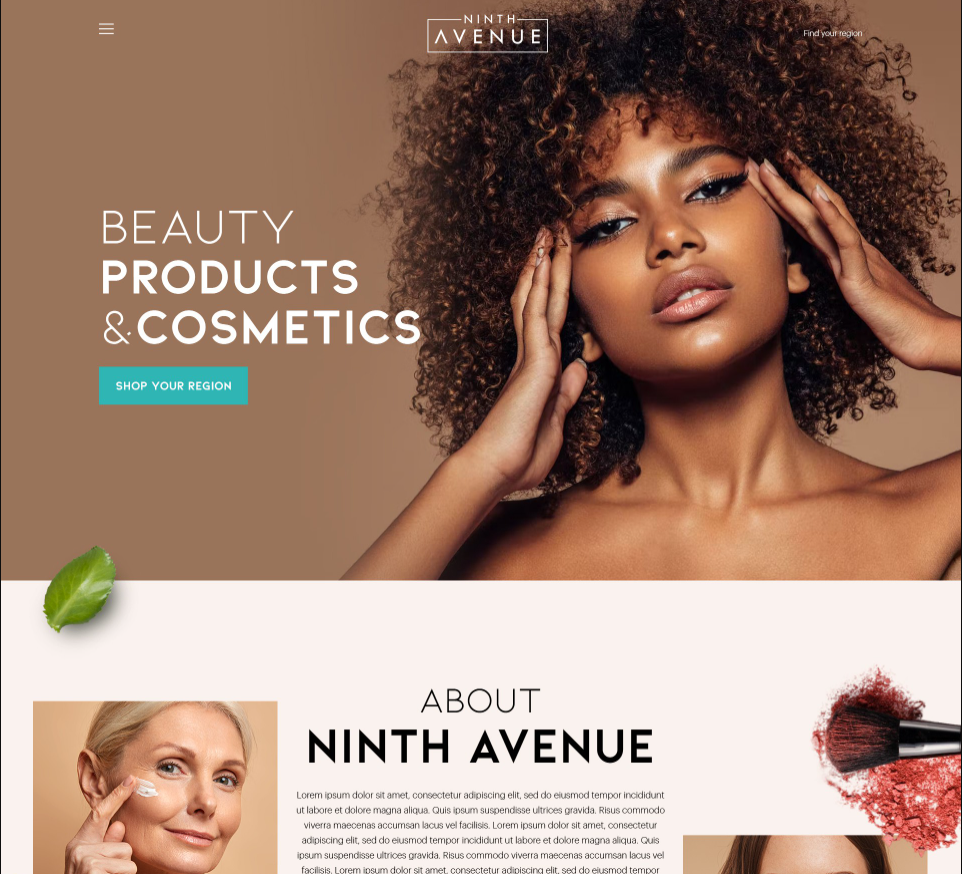 NINTH
AVENUE
Find your region
BEAUTY
PRODUCTS
&COSMETICS
SHOP YOUR REGION
ABOUT
NINTH AVENUE
Lorem ipsum dolor sit amet, consectetur adipiscing elit, sed do eiusmod tempor incididunt
ut labore et dolore magna aliqua. Quis ipsum suspendisse ultrices gravida. Risus commodo
viverra maecenas accumsan lacus vel facilisis. Lorem ipsum dolor sit amet, consectetur
adipiscing elit, sed do eiusmod tempor incididunt ut labore et dolore magna aliqua. Quis
ipsum suspendisse ultrices gravida. Risus commodo viverra maecenas accumsan lacus vel
facilisis. Lorem ipsum dolor sit amet, consectetur adipiscing elit, sed do eiusmod tempor